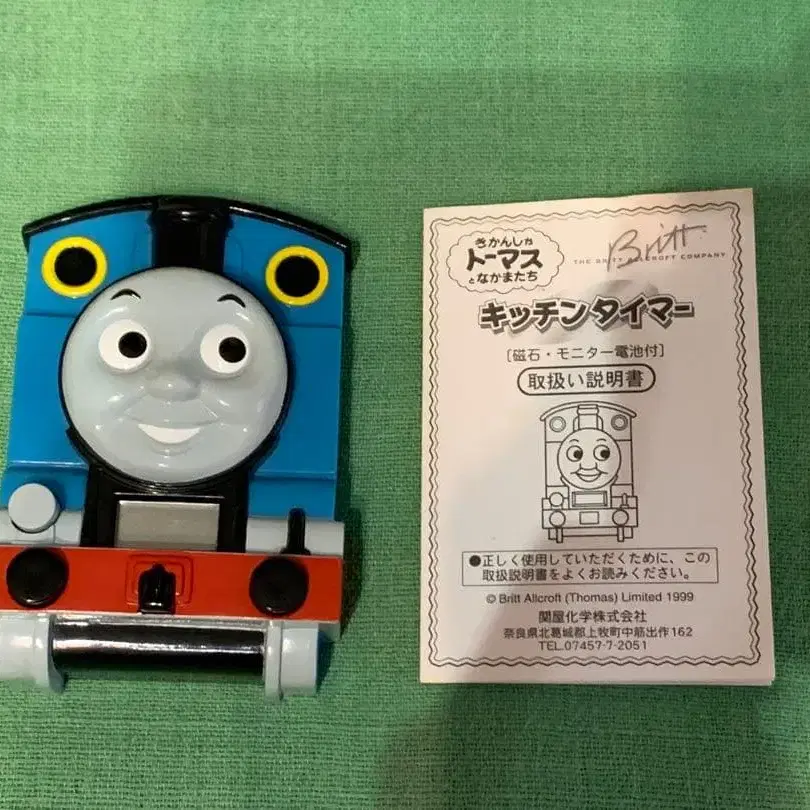 きかんしゃ
トーマス
となかまたち
Britt
THE BRITT ALLCROFT COMPANY
キッチンタイマー
［磁石・モニター電池付］
取扱い説明書
●正しく使用していただくために、この
取扱説明書をよくお読みください。
© Britt Allcroft (Thomas) Limited 1999
関屋化学株式会社
奈良県北葛城郡上牧町中筋出作162
TEL.07457-7-2051